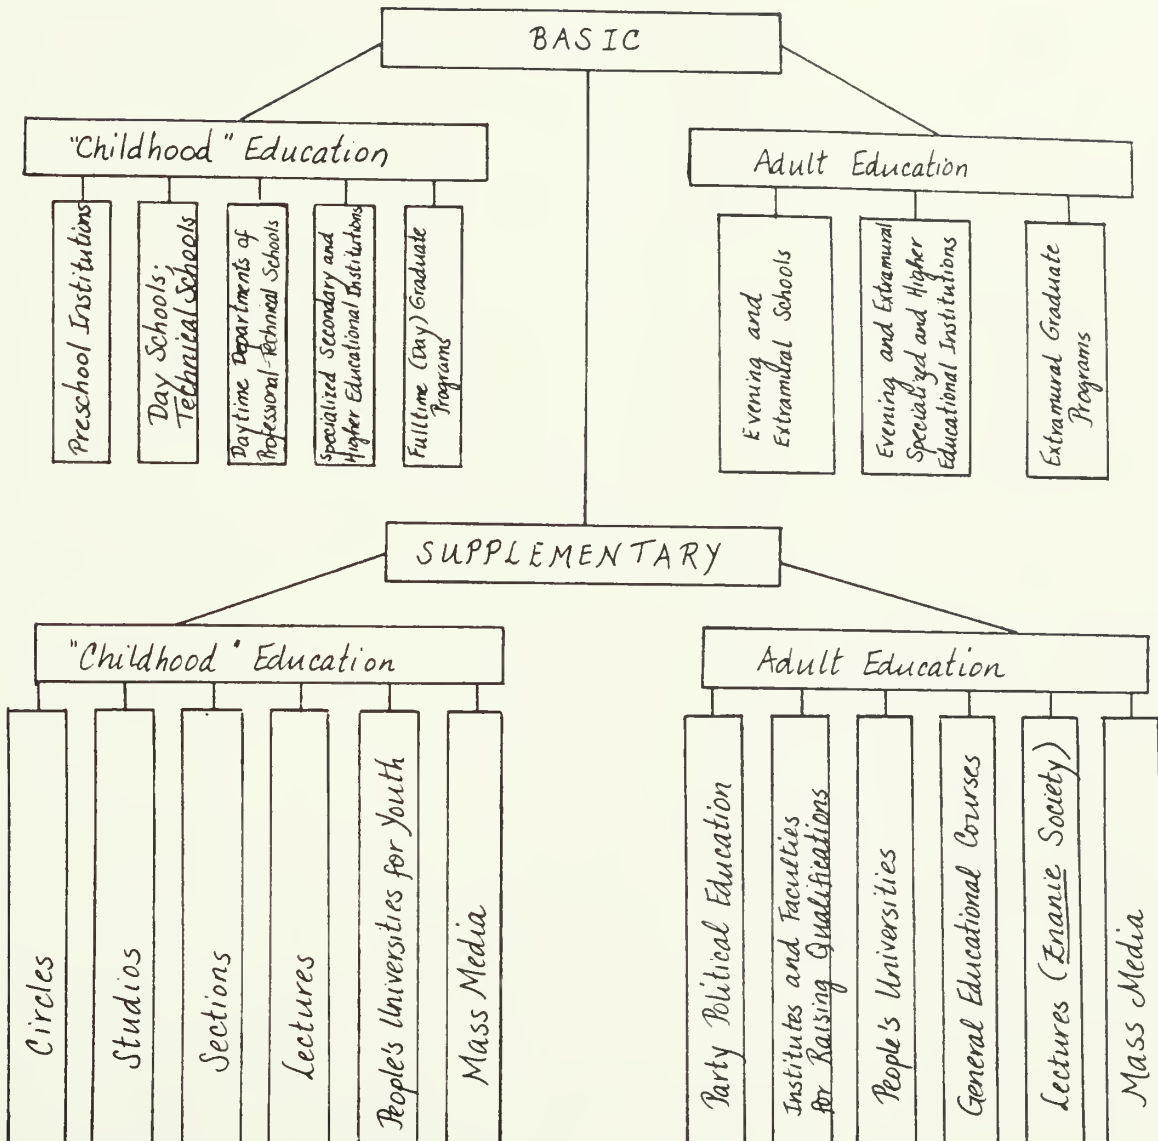 BASIC
"Childhood" Education
Preschool Institutions
Day Schools;
Technical Schools
Daytime Departments of
Professional-Technical Schools
Specialized Secondary and
Higher Educational Institutions
Fulltime (Day) Graduate
Programs
Adult Education
Evening and
Extramural Schools
Evening and Extramural
Specialized and Higher
Educational Institutions
Extramural Graduate
Programs
SUPPLEMENTARY
"Childhood" Education
Circles
Studios
Sections
Lectures
People's Universities for Youth
Mass Media
Adult Education
Party Political Education
Institutes and Faculties
for Raising Qualifications
People's Universities
General Educational Courses
Lectures (Znanie Society)
Mass Media